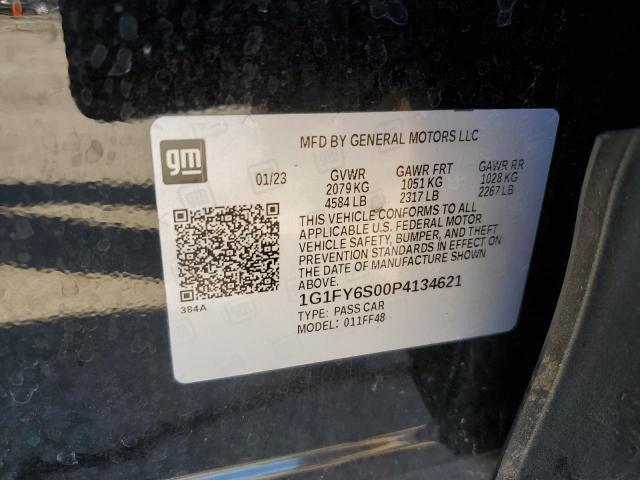 gm
MFD BY GENERAL MOTORS LLC
01/23 GVWR GAWR FRT GAWR RR
2079 KG 1051 KG 1028 KG
4584 LB 2317 LB 2267 LB
THIS VEHICLE CONFORMS TO ALL
APPLICABLE U.S. FEDERAL MOTOR
VEHICLE SAFETY, BUMPER, AND THEFT
PREVENTION STANDARDS IN EFFECT ON
THE DATE OF MANUFACTURE SHOWN
ABOVE.
1G1FY6S00P4134621
384A
TYPE: PASS CAR
MODEL: 011FF48